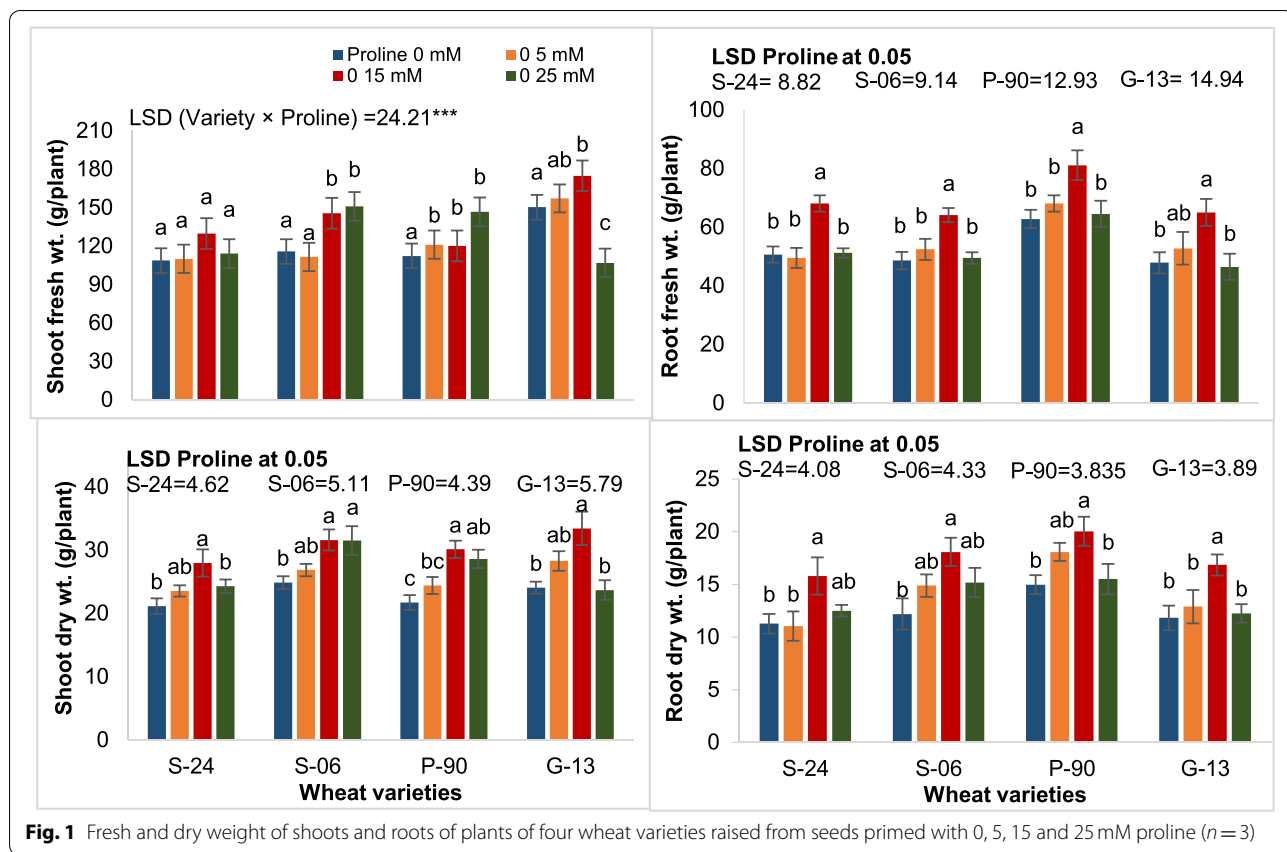 Proline 0 mM
0 5 mM
0 15 mM
0 25 mM
LSD (Variety × Proline) =24.21***
Shoot fresh wt. (g/plant)
210
180
150
120
90
60
30
0
a a a a
a a b b
a b b b
a ab b c
LSD Proline at 0.05
S-24= 8.82 S-06=9.14 P-90=12.93 G-13= 14.94
Root fresh wt. (g/plant)
100
80
60
40
20
0
b b a b
b b a b
b b a b
b ab a b
LSD Proline at 0.05
S-24=4.62 S-06=5.11 P-90=4.39 G-13=5.79
Shoot dry wt. (g/plant)
40
30
20
10
0
b ab a b
b ab a a
c bc a ab
b ab a b
S-24 S-06 P-90 G-13
Wheat varieties
LSD Proline at 0.05
S-24=4.08 S-06=4.33 P-90=3.835 G-13=3.89
Root dry wt. (g/plant)
25
20
15
10
5
0
b b a ab
b ab a ab
b ab a b
b b a b
S-24 S-06 P-90 G-13
Wheat varieties
Fig. 1 Fresh and dry weight of shoots and roots of plants of four wheat varieties raised from seeds primed with 0, 5, 15 and 25 mM proline (n = 3)